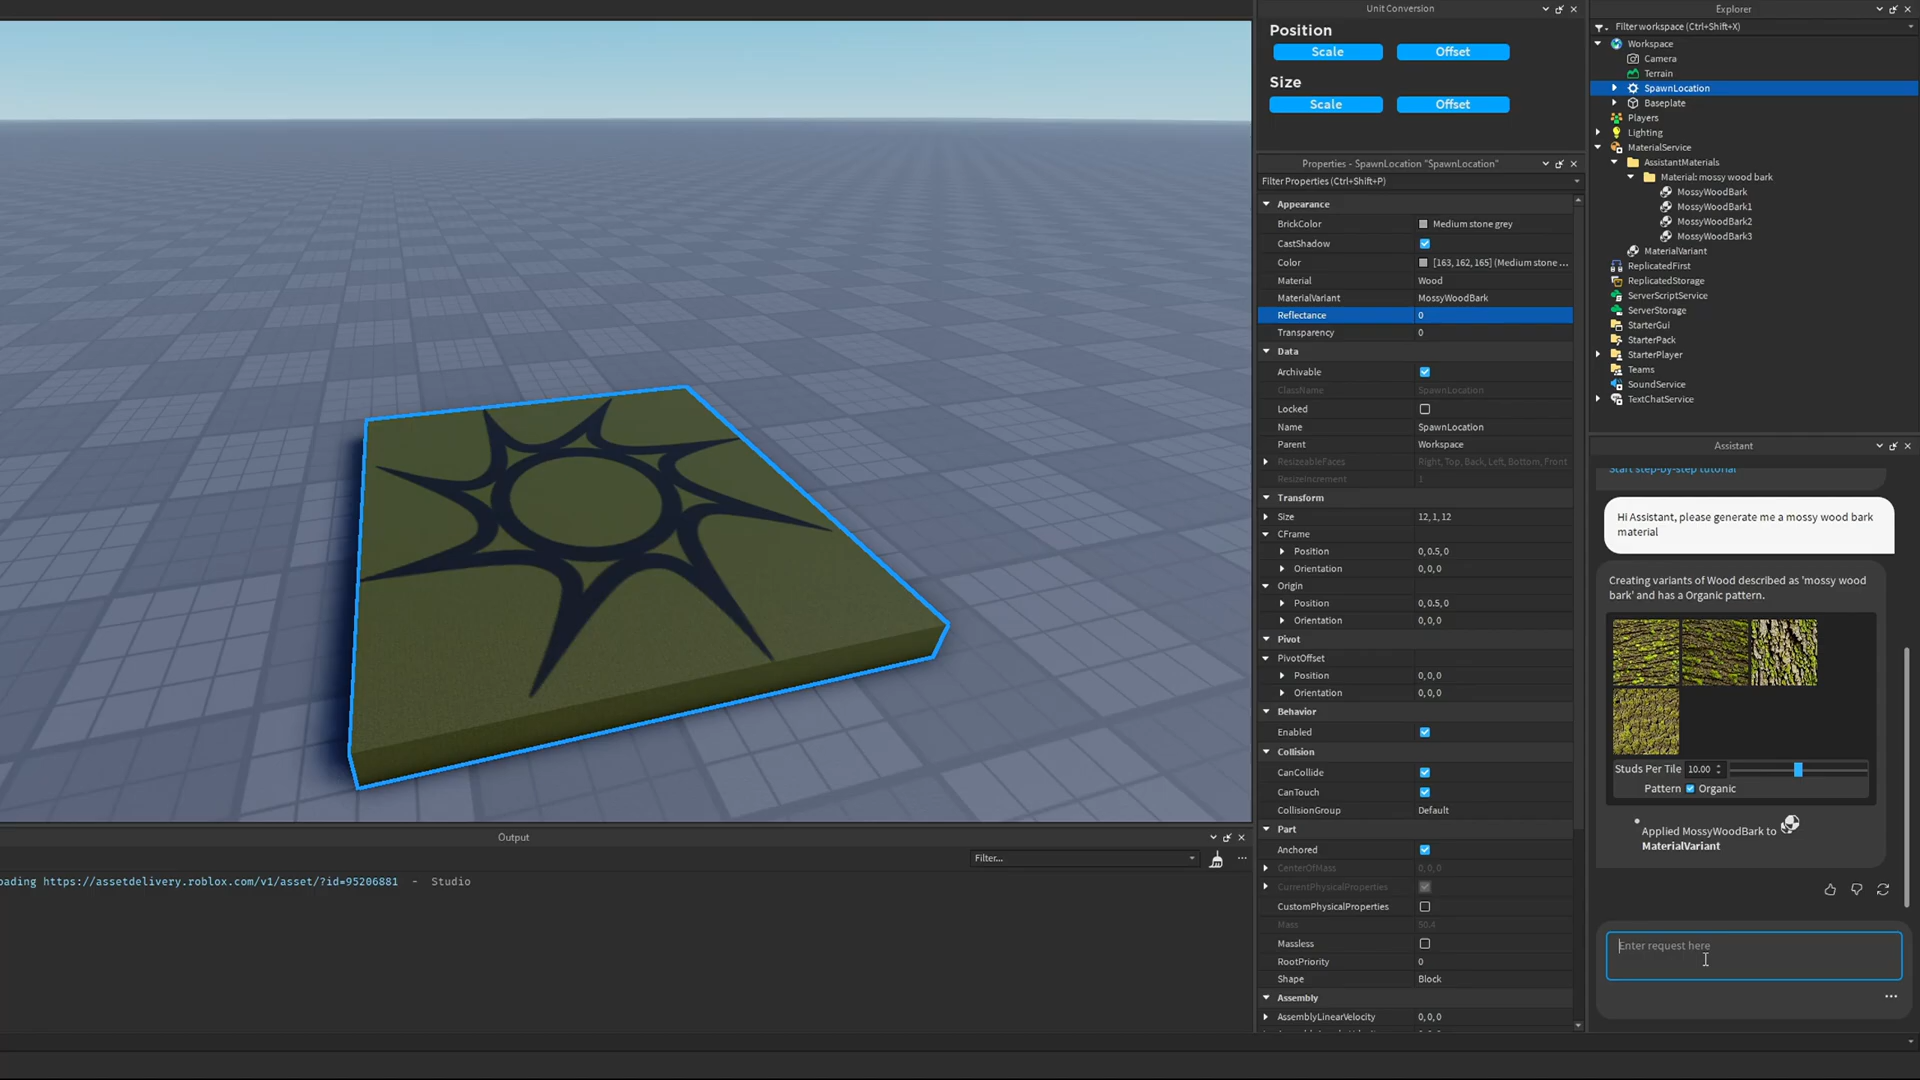 Unit Conversion
Position
Scale
Offset
Size
Scale
Offset
Properties - SpawnLocation "SpawnLocation"
Filter Properties (Ctrl+Shift+P)
Appearance
BrickColor
Medium stone grey
CastShadow
Color
[163, 162, 165] (Medium stone ...
Material
Wood
MaterialVariant
MossyWoodBark
Reflectance
0
Transparency
0
Data
Archivable
ClassName
SpawnLocation
Locked
Name
SpawnLocation
Parent
Workspace
ResizeableFaces
Right, Top, Back, Left, Bottom, Front
ResizeIncrement
1
Transform
Size
12, 1, 12
CFrame
Position
0, 0.5, 0
Orientation
0, 0, 0
Origin
Position
0, 0.5, 0
Orientation
0, 0, 0
Pivot
PivotOffset
Position
0, 0, 0
Orientation
0, 0, 0
Behavior
Enabled
Collision
CanCollide
CanTouch
CollisionGroup
Default
Part
Anchored
CenterOfMass
0, 0, 0
CurrentPhysicalProperties
CustomPhysicalProperties
Mass
50.4
Massless
RootPriority
0
Shape
Block
Assembly
AssemblyLinearVelocity
0, 0, 0
Explorer
Filter workspace (Ctrl+Shift+X)
Workspace
Camera
Terrain
SpawnLocation
Baseplate
Players
Lighting
MaterialService
AssistantMaterials
Material: mossy wood bark
MossyWoodBark
MossyWoodBark1
MossyWoodBark2
MossyWoodBark3
MaterialVariant
ReplicatedFirst
ReplicatedStorage
ServerScriptService
ServerStorage
StarterGui
StarterPack
StarterPlayer
Teams
SoundService
TextChatService
Assistant
Start step-by-step tutorial
Hi Assistant, please generate me a mossy wood bark
material
Creating variants of Wood described as 'mossy wood
bark' and has a Organic pattern.
Studs Per Tile 10.00
Pattern Organic
Applied MossyWoodBark to
MaterialVariant
Enter request here
...
Output
Filter...
oading https://assetdelivery.roblox.com/v1/asset/?id=95206881 - Studio